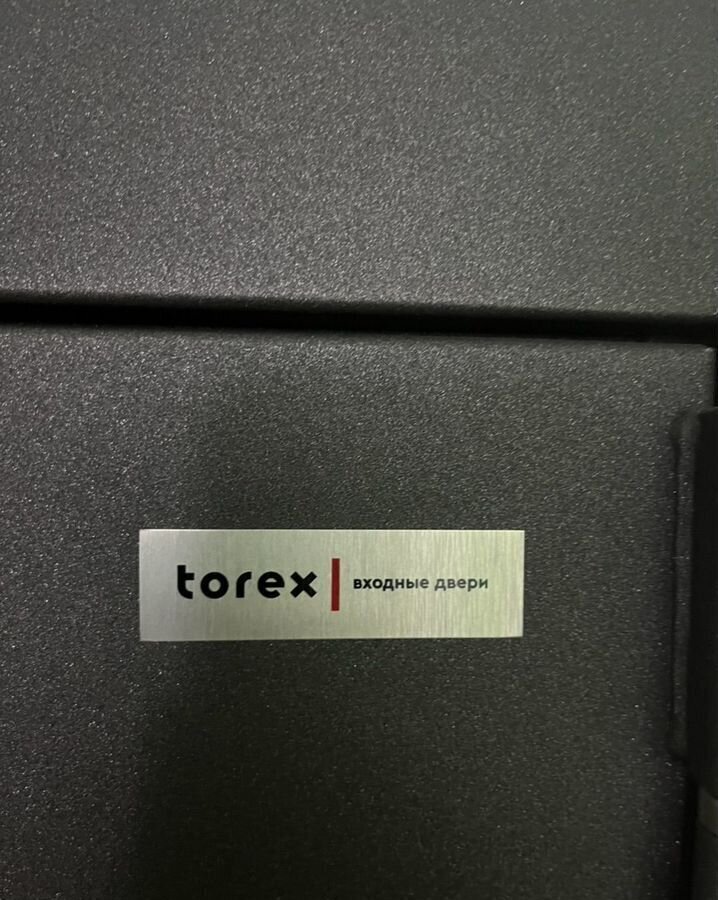 torex | входные двери